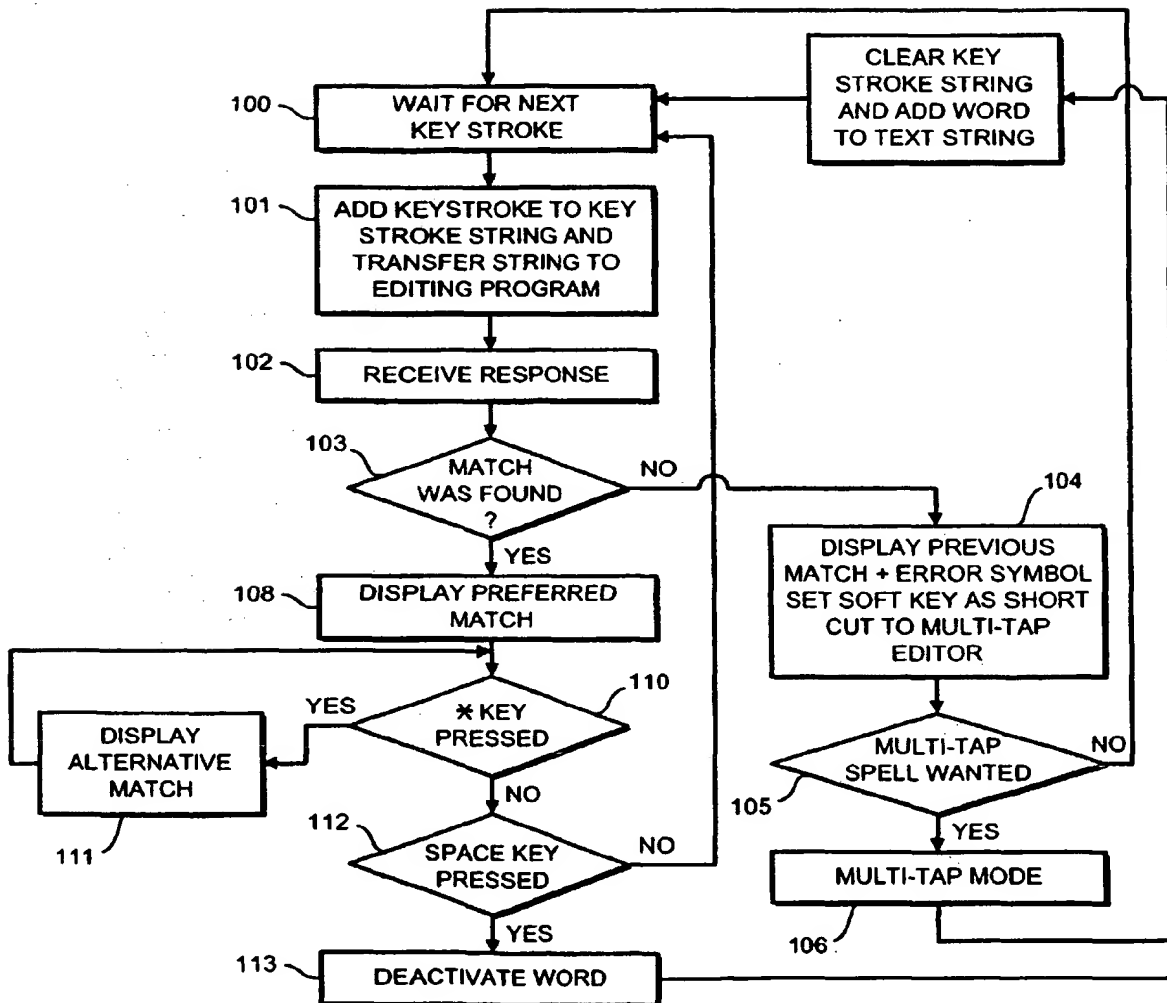 CLEAR KEY
STROKE STRING
AND ADD WORD
TO TEXT STRING
100
WAIT FOR NEXT
KEY STROKE
101
ADD KEYSTROKE TO KEY
STROKE STRING AND
TRANSFER STRING TO
EDITING PROGRAM
102
RECEIVE RESPONSE
103
MATCH
WAS FOUND
?
NO
YES
104
DISPLAY PREVIOUS
MATCH + ERROR SYMBOL
SET SOFT KEY AS SHORT
CUT TO MULTI-TAP
EDITOR
108
DISPLAY PREFERRED
MATCH
110
* KEY
PRESSED
YES
NO
DISPLAY
ALTERNATIVE
MATCH
111
105
MULTI-TAP
SPELL WANTED
NO
YES
112
SPACE KEY
PRESSED
NO
YES
MULTI-TAP MODE
106
113
DEACTIVATE WORD